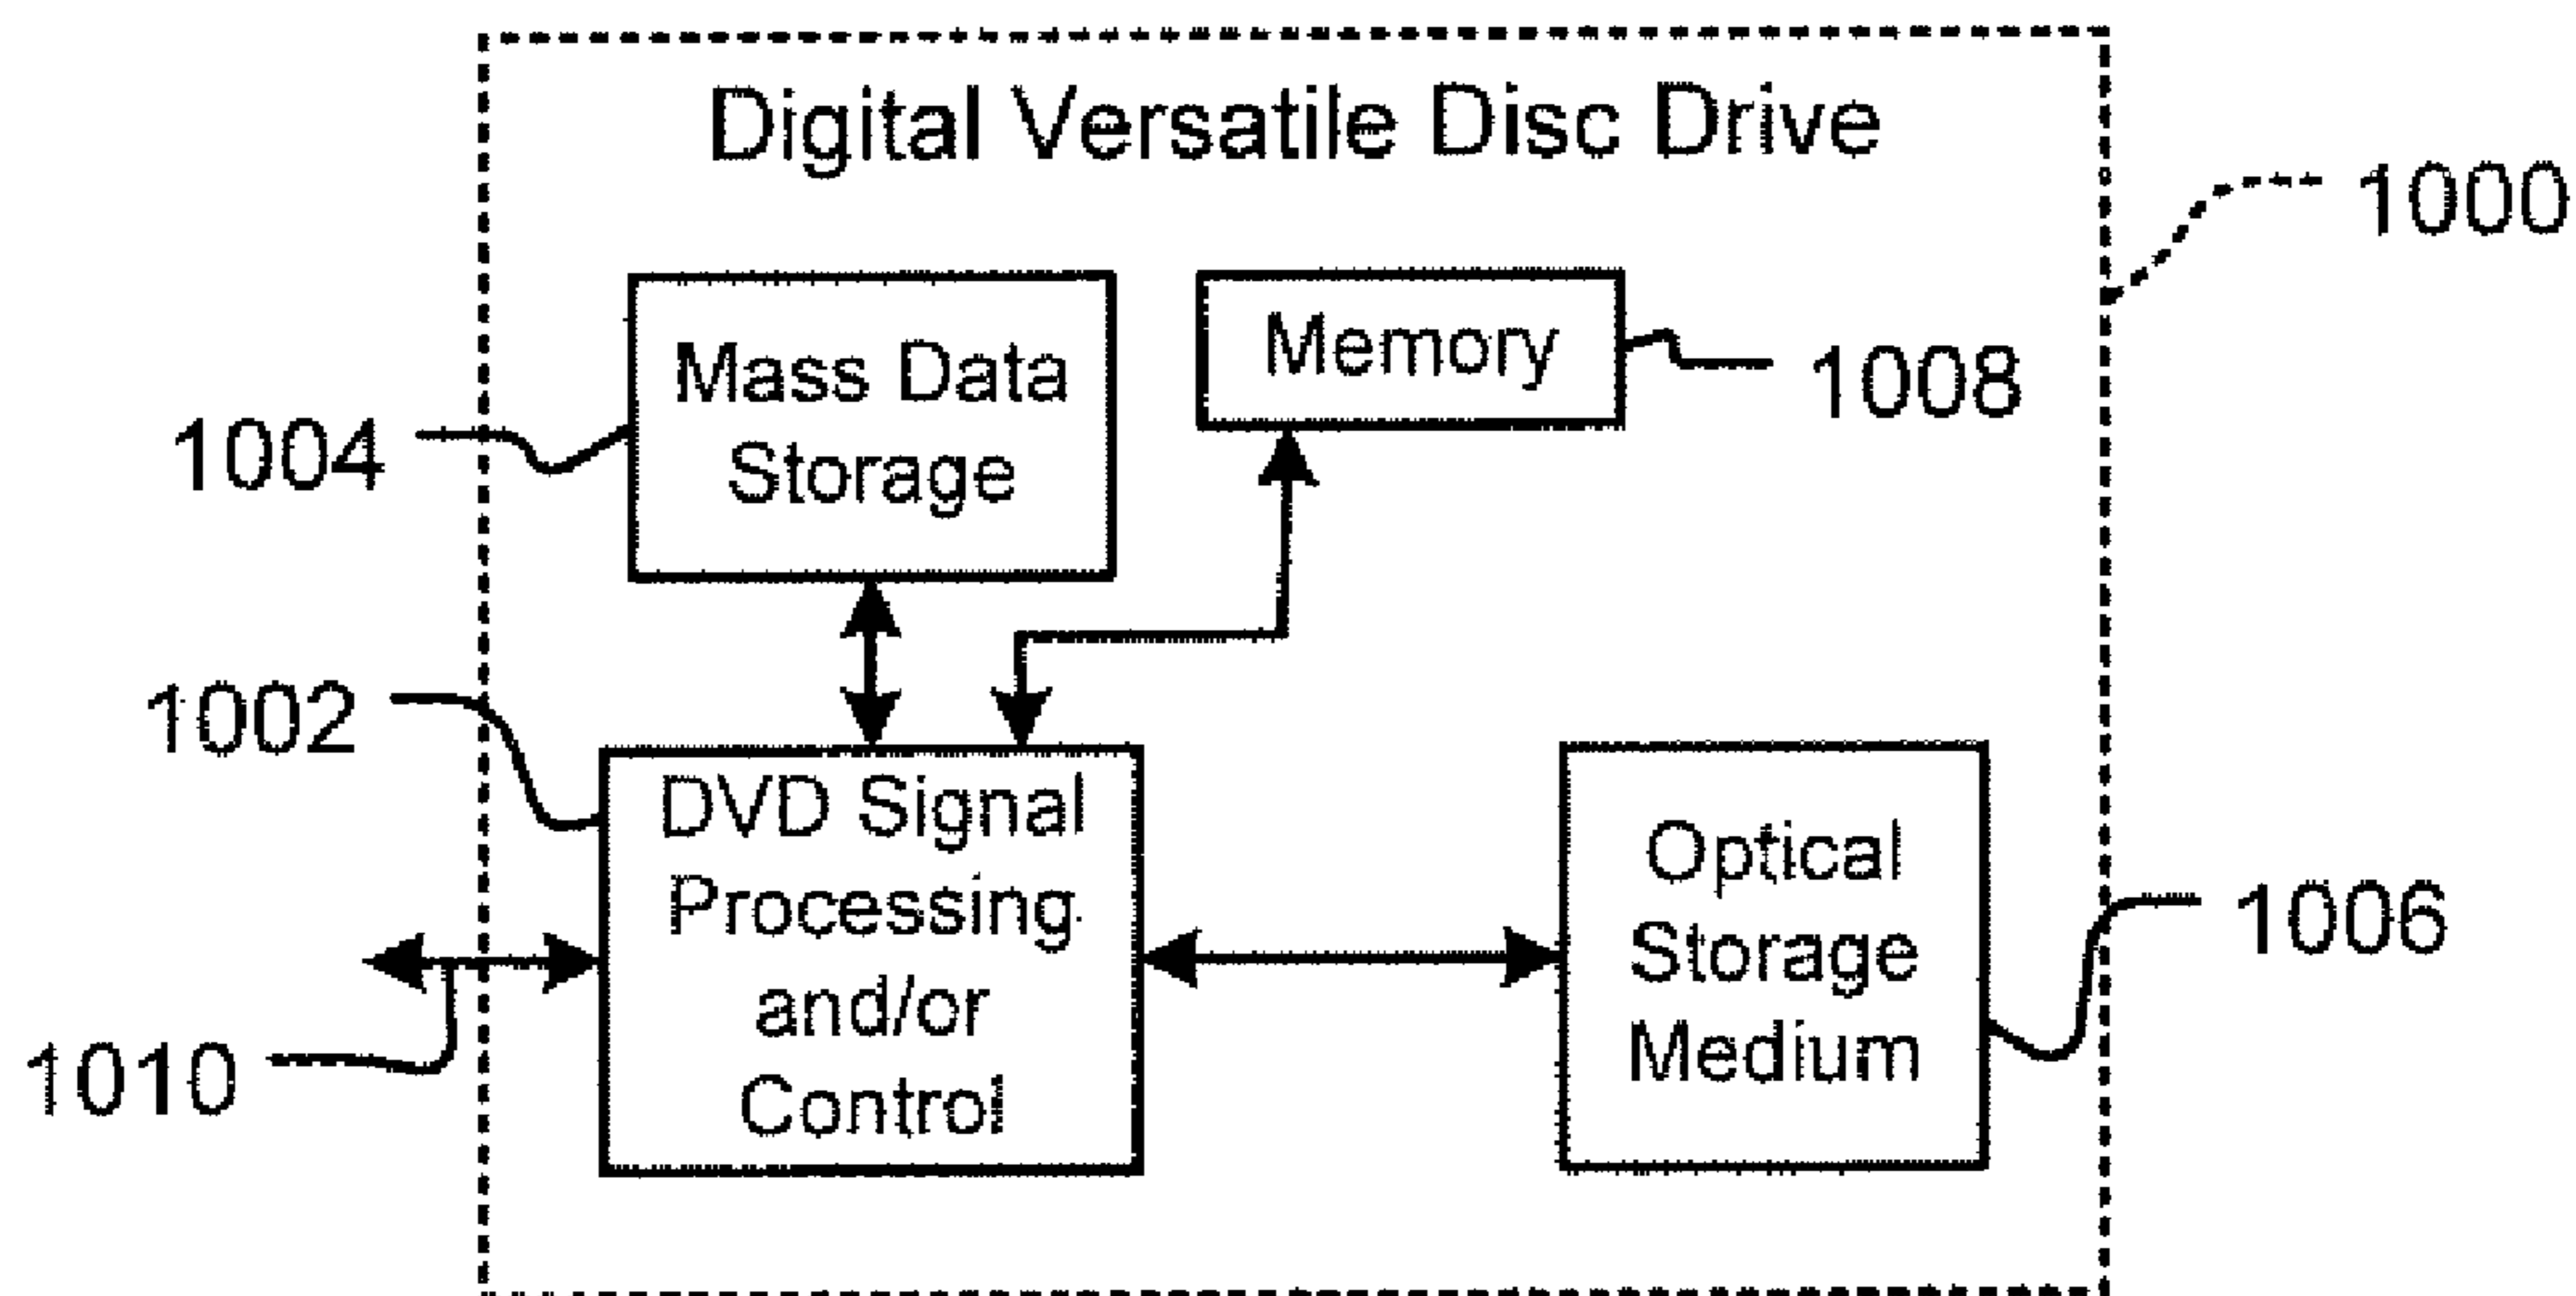 Digital Versatile Disc Drive
1000
Mass Data
Storage
Memory
1008
1004
1002
DVD Signal
Processing
and/or
Control
Optical
Storage
Medium
1006
1010